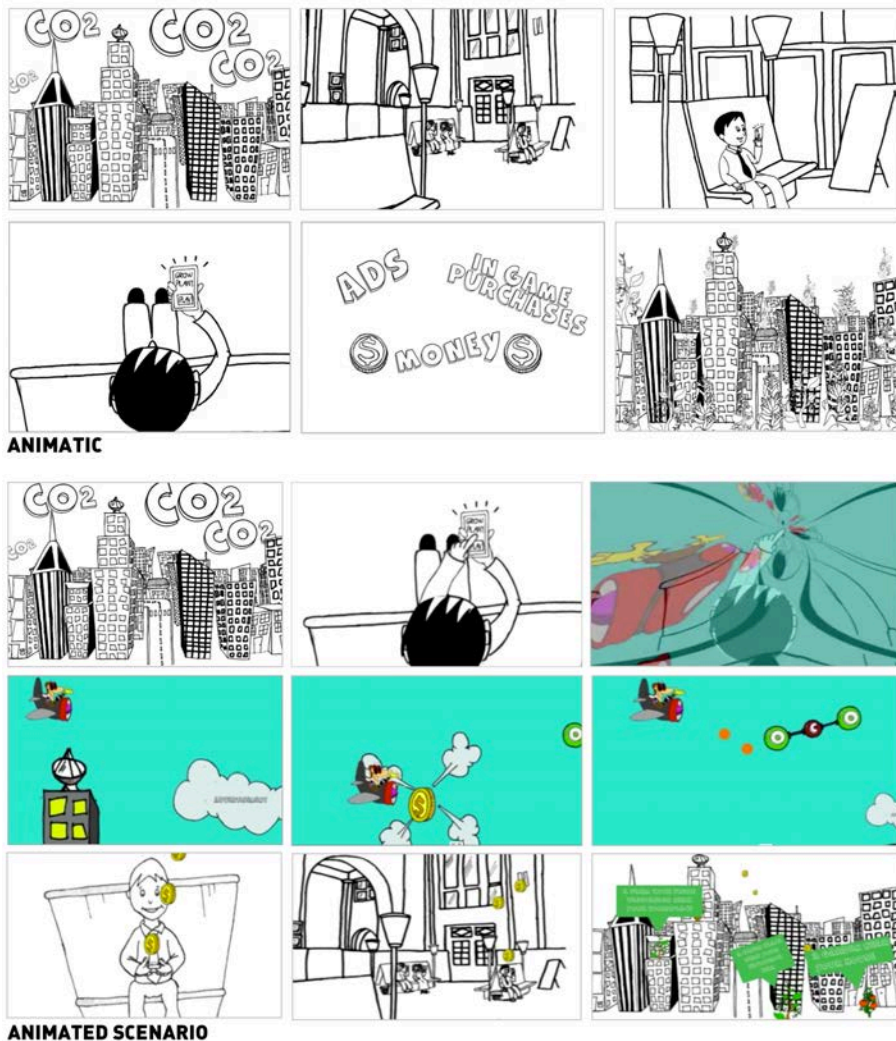 CO2
CO2
CO2
CO2
GROW
PLANT
PLAY
ADS
IN GAME
PURCHASES
$ MONEY $
ANIMATIC
CO2
CO2
CO2
CO2
GROW
PLANT
$
$
$
ANIMATED SCENARIO